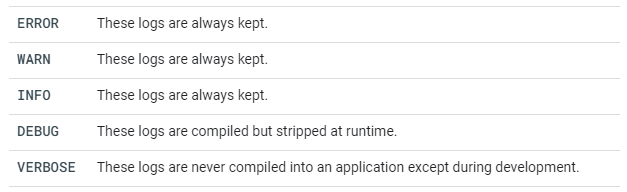 ERROR These logs are always kept.
WARN These logs are always kept.
INFO These logs are always kept.
DEBUG These logs are compiled but stripped at runtime.
VERBOSE These logs are never compiled into an application except during development.